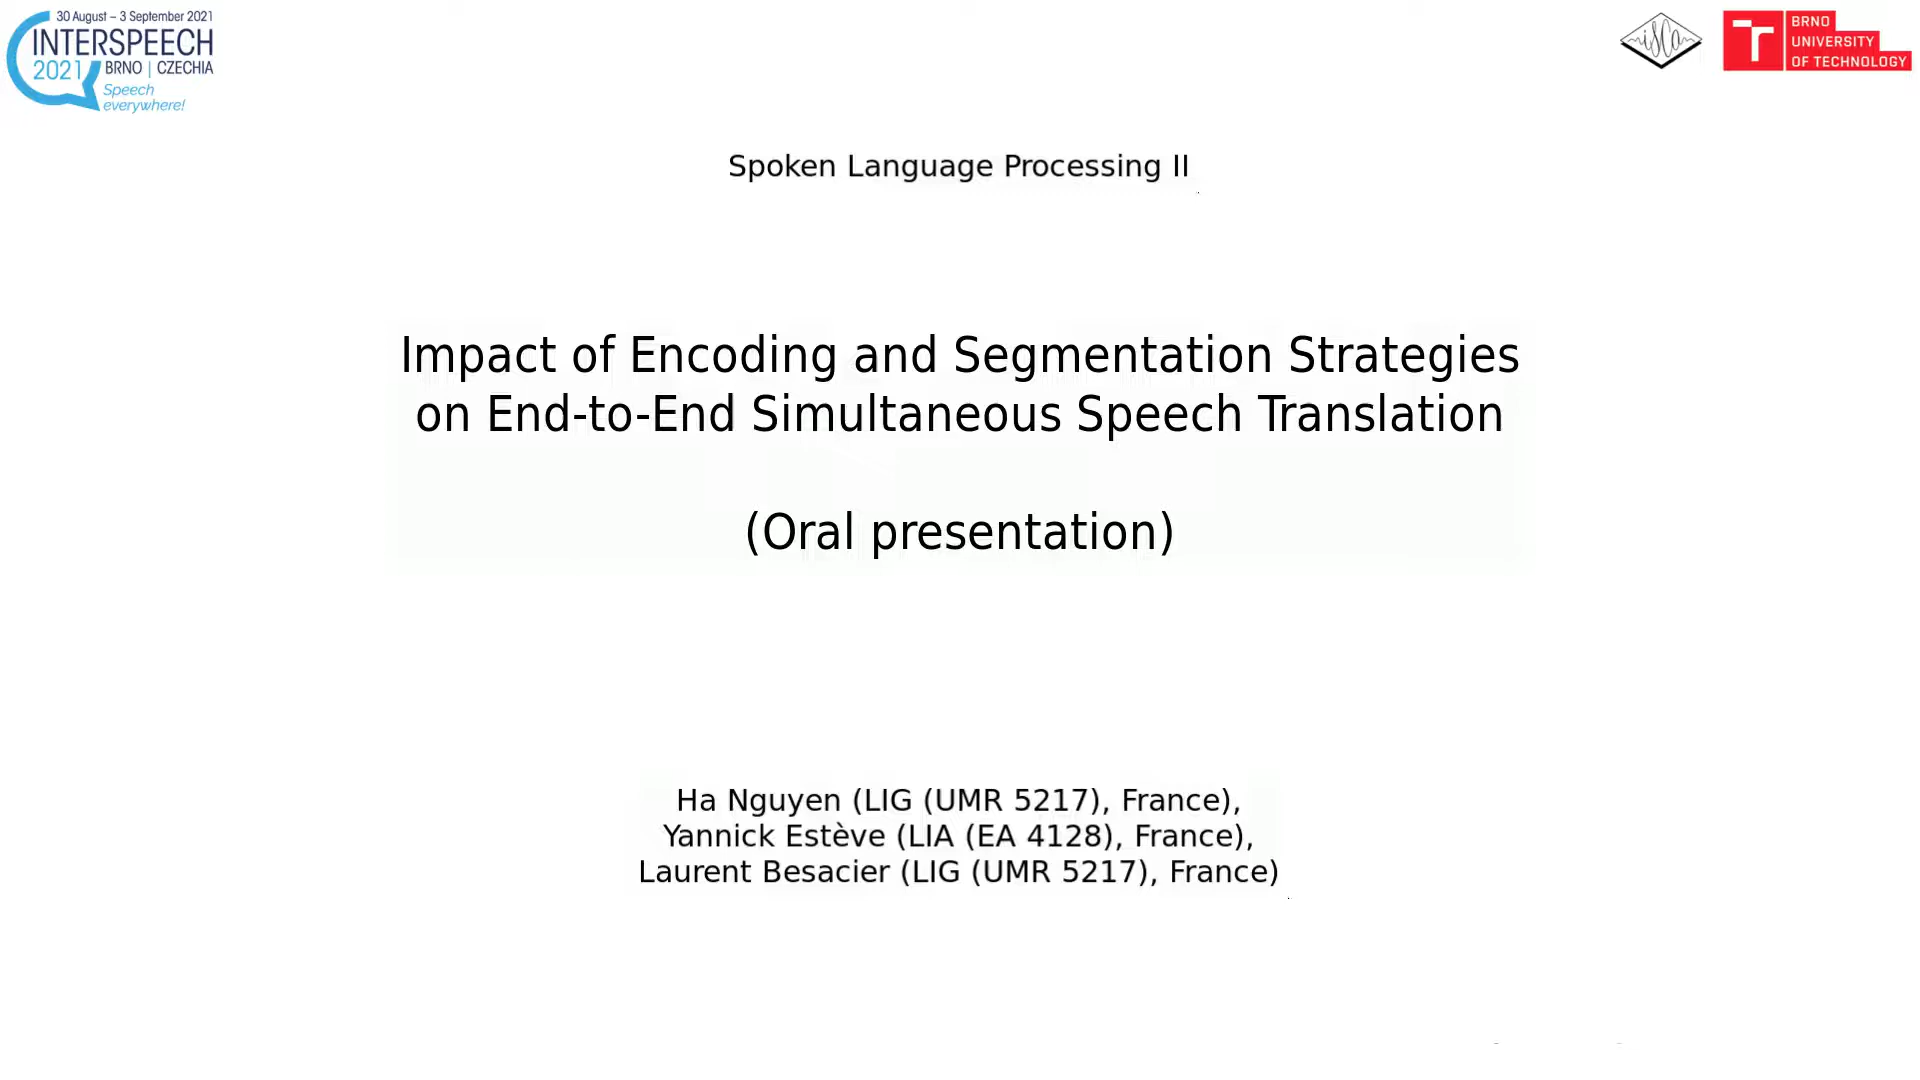 30 August – 3 September 2021
INTERSPEECH
2021 BRNO | CZECHIA
Speech
everywhere!
isca
BRNO
UNIVERSITY
OF TECHNOLOGY
Spoken Language Processing II
Impact of Encoding and Segmentation Strategies
on End-to-End Simultaneous Speech Translation
(Oral presentation)
Ha Nguyen (LIG (UMR 5217), France),
Yannick Estève (LIA (EA 4128), France),
Laurent Besacier (LIG (UMR 5217), France)